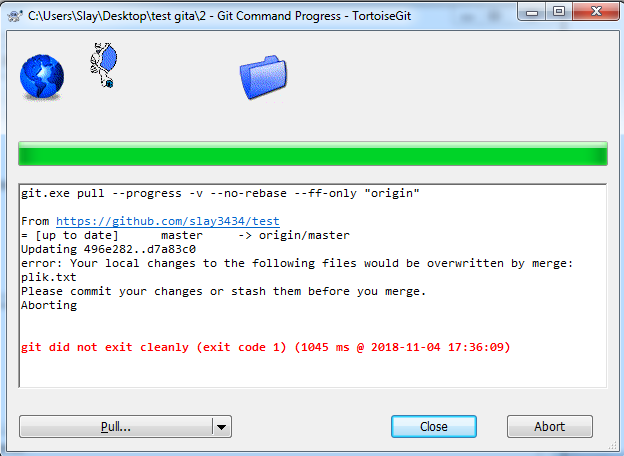 C:\Users\Slay\Desktop\test gita\2 - Git Command Progress - TortoiseGit
git.exe pull --progress -v --no-rebase --ff-only "origin"
From https://github.com/slay3434/test
= [up to date]      master     -> origin/master
Updating 496e282..d7a83c0
error: Your local changes to the following files would be overwritten by merge:
plik.txt
Please commit your changes or stash them before you merge.
Aborting
git did not exit cleanly (exit code 1) (1045 ms @ 2018-11-04 17:36:09)
Pull...
Close
Abort